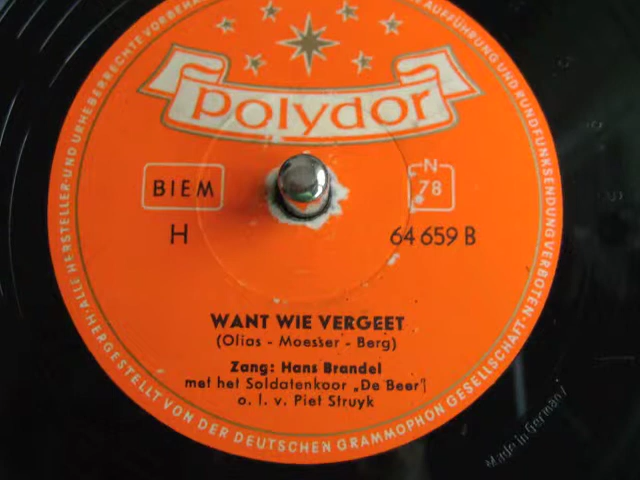 polydor
BIEM
N
78
H
64 659 B
WANT WIE VERGEET
(Olias - Moesser - Berg)
Zang: Hans Brandel
met het Soldatenkoor „De Beer"
o. l. v. Piet Struyk
HERGESTELLT VON DER DEUTSCHEN GRAMMOPHON GESELLSCHAFT · ALLE HERSTELLER-UND URHEBERRECHTE VORBEHA
AUFFÜHRUNG UND RUNDFUNKSENDUNG VERBOTEN
Made in Germany